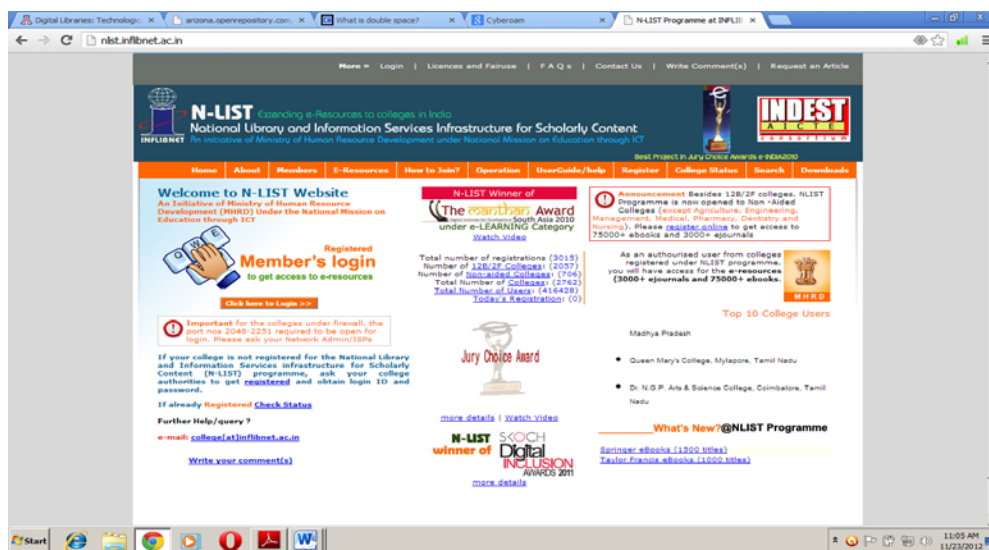 Digital Libraries: Technologic
arizona.openrepository.com
What is double space?
Cyberoam
N-LIST Programme at INFLI
nlist.inflibnet.ac.in
More » Login | Licences and Fairuse | F A Q s | Contact Us | Write Comment(s) | Request an Article
INFLIBNET
N-LIST Extending e-Resources to colleges in India
National Library and Information Services Infrastructure for Scholarly Content
An initiative of Ministry of Human Resource Development under National Mission on Education through ICT
Best Project in Jury Choice Awards e-INDIA2010
INDEST
AICTE
consortium
Home About Members E-Resources How to Join? Operation UserGuide/help Register College Status Search Downloads
Welcome to N-LIST Website
An Initiative of Ministry of Human Resource
Development (MHRD) Under the National Mission on
Education through ICT
Registered
Member's login
to get access to e-resources
Click here to Login >>
Important for the colleges under firewall, the
port nos 2048-2251 required to be open for
login. Please ask your Network Admin/ISPs
If your college is not registered for the National Library
and Information Services infrastructure for Scholarly
Content (N-LIST) programme, ask your college
authorities to get registered and obtain login ID and
password.
If already Registered Check Status
Further Help/query ?
e-mail: college[at]inflibnet.ac.in
Write your comment(s)
N-LIST Winner of
The manthan Award
South Asia 2010
under e-LEARNING Category
Watch Video
Total number of registrations (3015)
Number of 12B/2F Colleges: (2057)
Number of Non-aided Colleges: (706)
Total Number of Colleges: (2762)
Total Number of Users: (416428)
Today's Registration: (0)
Jury Choice Award
more details | Watch Video
N-LIST
winner of
SKOCH
Digital
INCLUSION
AWARDS 2011
more details
Announcement Besides 12B/2F colleges, NLIST
Programme is now opened to Non -Aided
Colleges (except Agriculture, Engineering,
Management, Medical, Pharmacy, Dentistry and
Nursing). Please register online to get access to
75000+ ebooks and 3000+ ejournals
As an authourised user from colleges
registered under NLIST programme,
you will have access for the e-resources
(3000+ ejournals and 75000+ ebooks.
MHRD
Top 10 College Users
Madhya Pradesh
Queen Mary's College, Mylapore, Tamil Nadu
Dr. N.G.P. Arts & Science College, Coimbatore, Tamil
Nadu
What's New?@NLIST Programme
Springer eBooks (1500 titles)
Taylor Francis eBooks (1000 titles)
Start
11:05 AM
11/23/2012